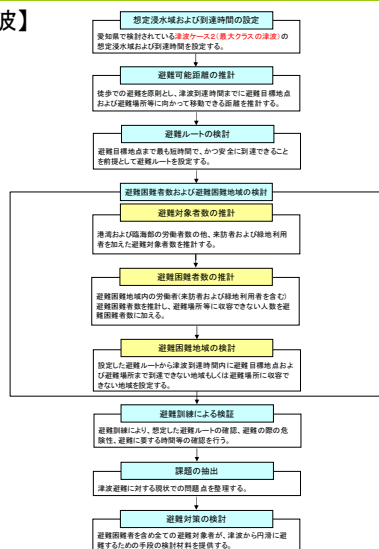 波】
想定浸水域および到達時間の設定
愛知県で検討されている津波ケース2(最大クラスの津波)の
想定浸水域および到達時間を設定する。
避難可能距離の推計
徒歩での避難を原則とし、津波到達時間までに避難目標地点
および避難場所等に向かって移動できる距離を推計する。
避難ルートの検討
避難目標地点まで最も短時間で、かつ安全に到達できること
を前提として避難ルートを設定する。
避難困難者数および避難困難地域の検討
避難対象者数の推計
港湾および臨海部の労働者数の他、来訪者および緑地利用
者を加えた避難対象者数を推計する。
避難困難者数の推計
避難困難地域内の労働者(来訪者および緑地利用者を含む)
避難困難者数を推計し、避難場所等に収容できない人数を避
難困難者数に加える。
避難困難地域の検討
設定した避難ルートから津波到達時間内に避難目標地点およ
び避難場所まで到達できない地域もしくは避難場所に収容で
きない地域を設定する。
避難訓練による検証
避難訓練により、想定した避難ルートの確認、避難の際の危
険性、避難に要する時間等の確認を行う。
課題の抽出
津波避難に対する現状での問題点を整理する。
避難対策の検討
避難困難者を含め全ての避難対象者が、津波から円滑に避
難するための手段の検討材料を提供する。